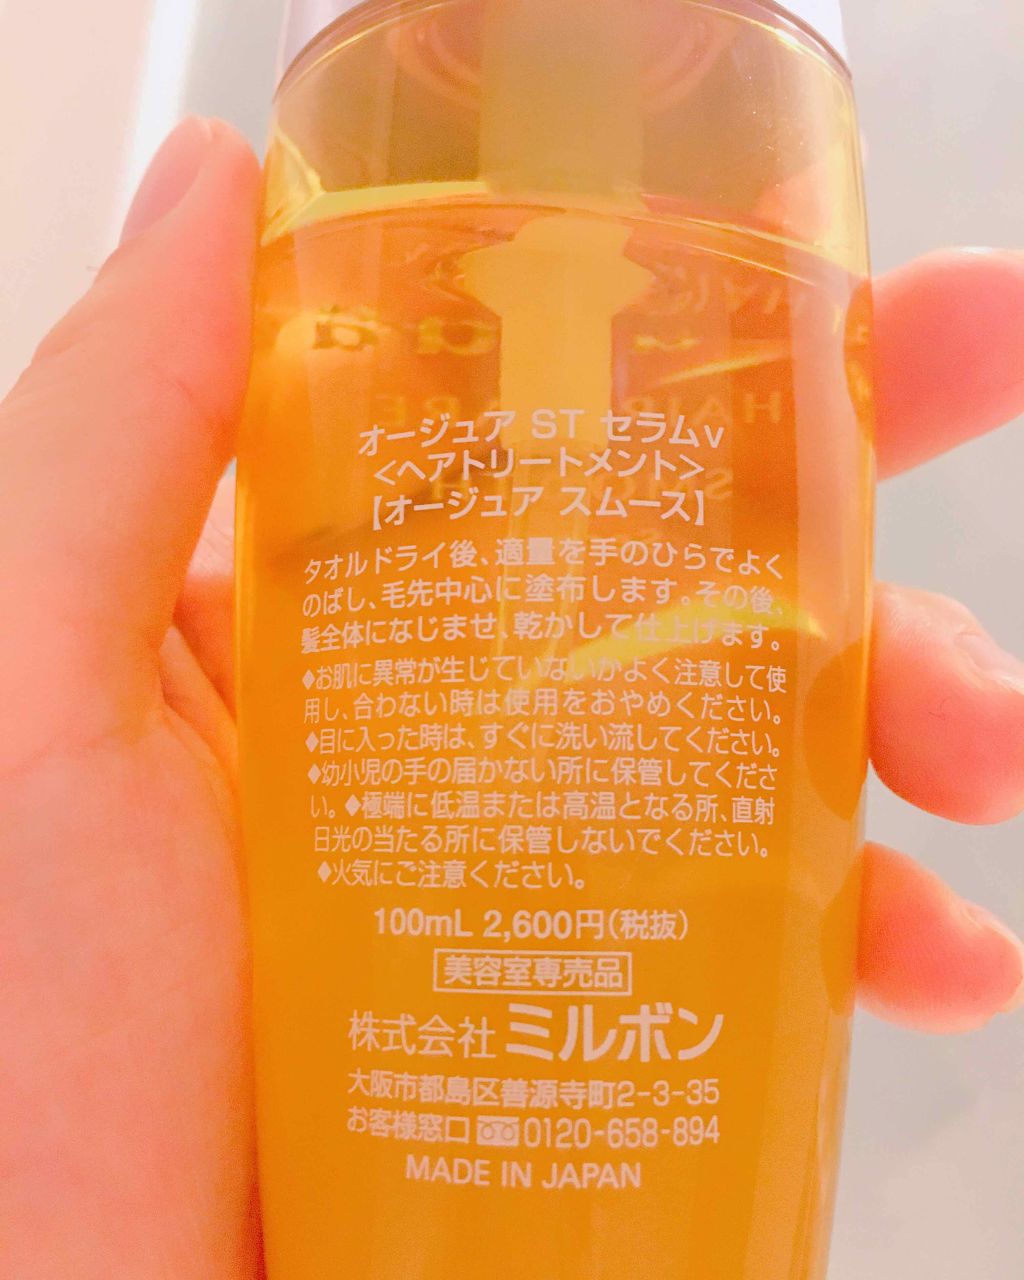 オージュア ST セラムv
<ヘアトリートメント>
【オージュア スムース】
タオルドライ後、適量を手のひらでよく
のばし、毛先中心に塗布します。その後、
髪全体になじませ、乾かして仕上げます。
♦お肌に異常が生じていないかよく注意して使
用し、合わない時は使用をおやめください。
♦目に入った時は、すぐに洗い流してください。
♦幼小児の手の届かない所に保管してくださ
い。♦極端に低温または高温となる所、直射
日光の当たる所に保管しないでください。
♦火気にご注意ください。
100mL 2,600円(税抜)
美容室専売品
株式会社 ミルボン
大阪市都島区善源寺町2-3-35
お客様窓口 0120-658-894
MADE IN JAPAN